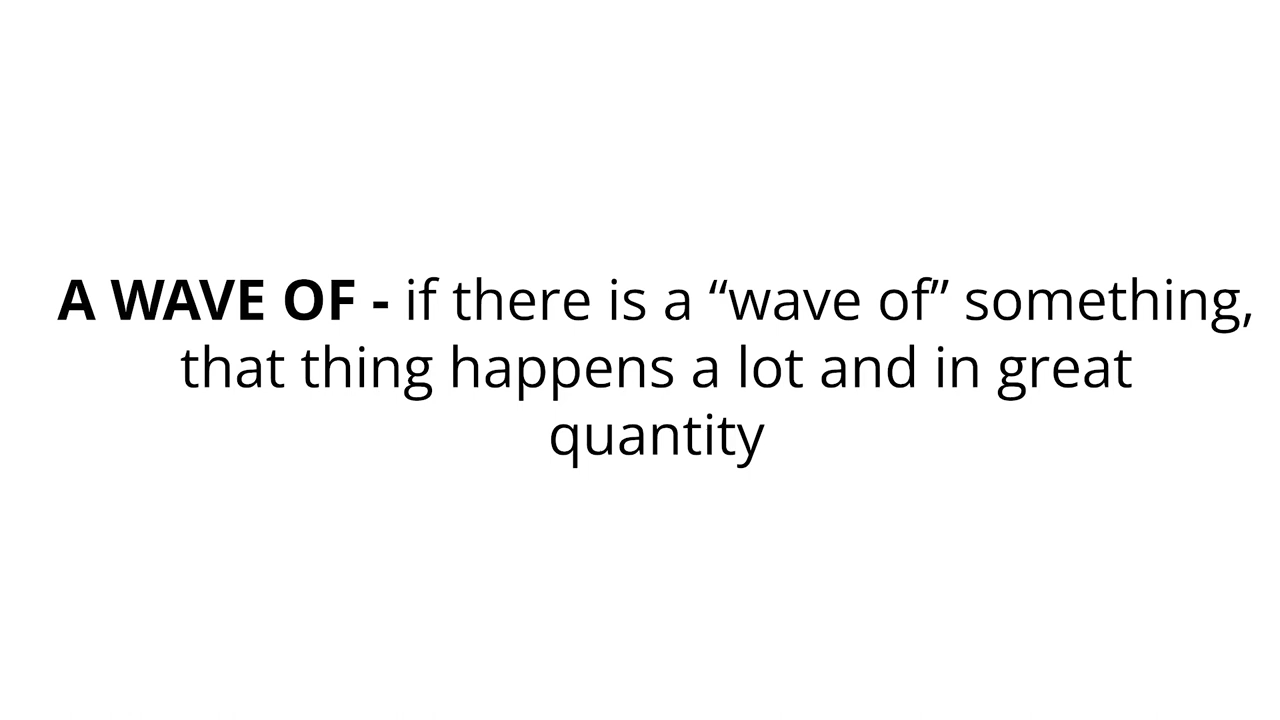 A WAVE OF - if there is a “wave of” something,
that thing happens a lot and in great
quantity